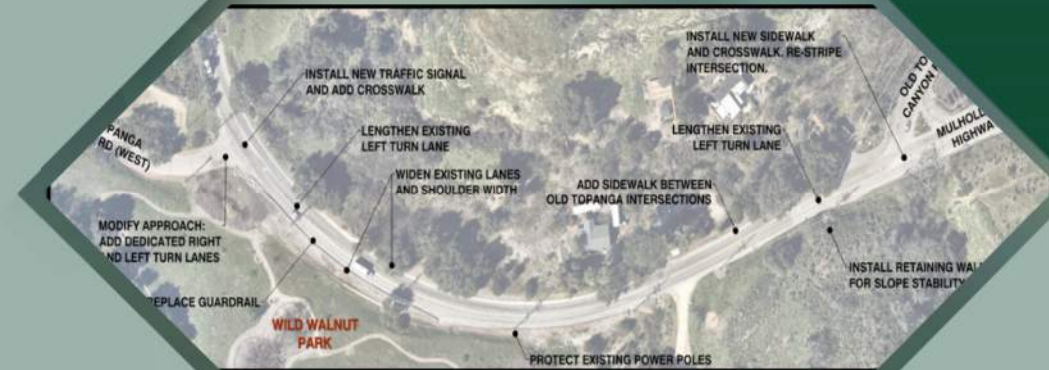 INSTALL NEW TRAFFIC SIGNAL
AND ADD CROSSWALK
INSTALL NEW SIDEWALK
AND CROSSWALK. RE-STRIPE
INTERSECTION.
OLD TO
CANYON
MULHOLL
HIGHWA
PANGA
RD (WEST)
LENGTHEN EXISTING
LEFT TURN LANE
LENGTHEN EXISTING
LEFT TURN LANE
WIDEN EXISTING LANES
AND SHOULDER WIDTH
ADD SIDEWALK BETWEEN
OLD TOPANGA INTERSECTIONS
MODIFY APPROACH:
ADD DEDICATED RIGHT
AND LEFT TURN LANES
INSTALL RETAINING WAL
FOR SLOPE STABILITY
EPLACE GUARDRAIL
WILD WALNUT
PARK
PROTECT EXISTING POWER POLES